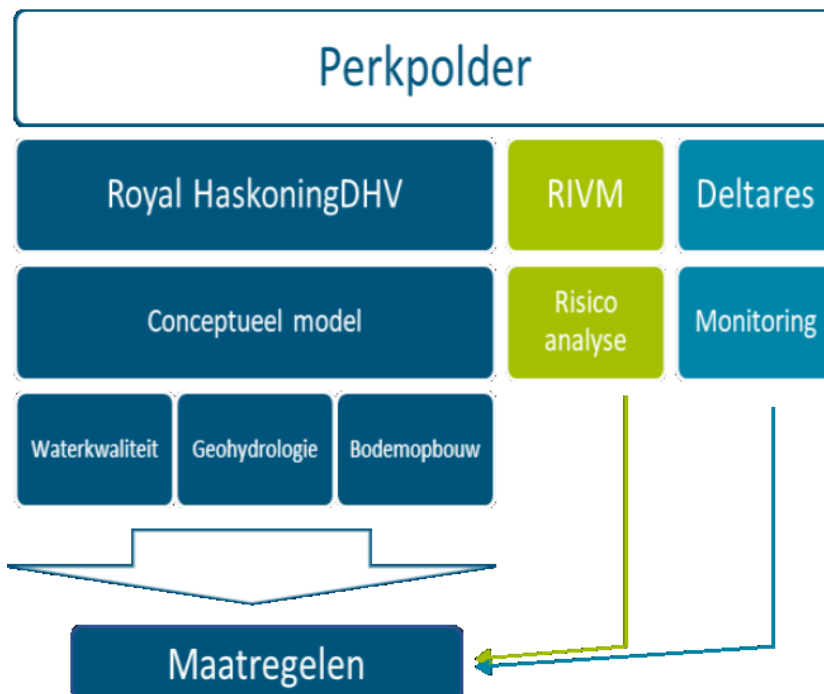 Perkpolder
Royal HaskoningDHV
RIVM
Deltares
Conceptueel model
Risico
analyse
Monitoring
Waterkwaliteit
Geohydrologie
Bodemopbouw
Maatregelen